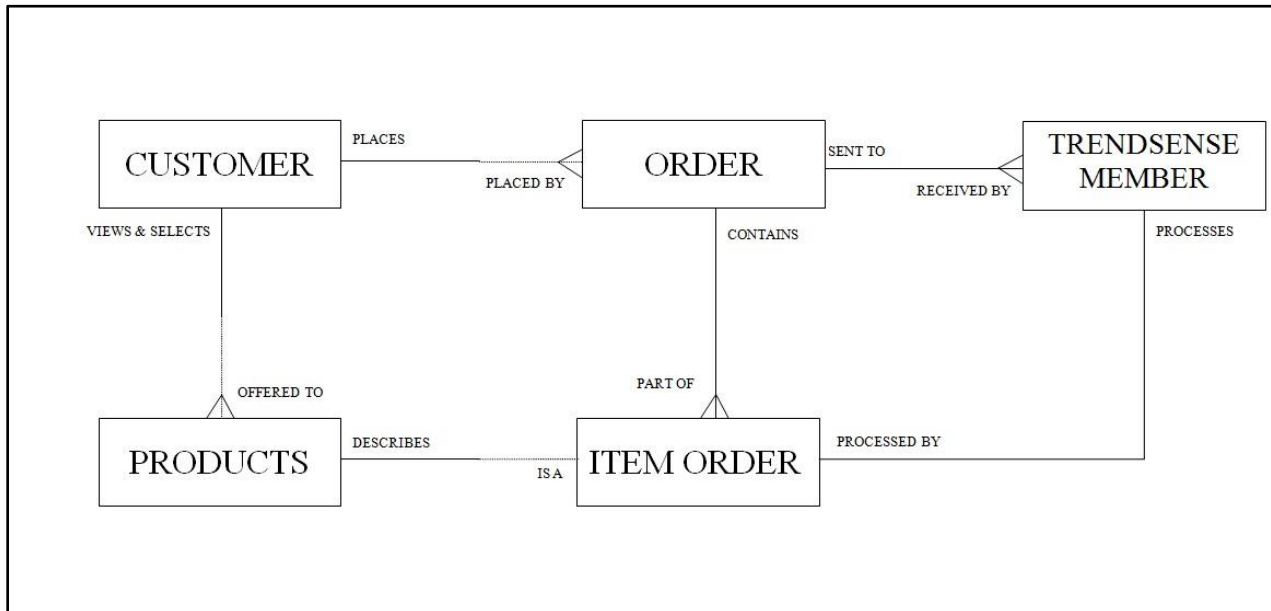 CUSTOMER
PLACES
PLACED BY
ORDER
SENT TO
RECEIVED BY
TRENDSENSE
MEMBER
VIEWS & SELECTS
CONTAINS
PROCESSES
OFFERED TO
PART OF
PRODUCTS
DESCRIBES
IS A
ITEM ORDER
PROCESSED BY